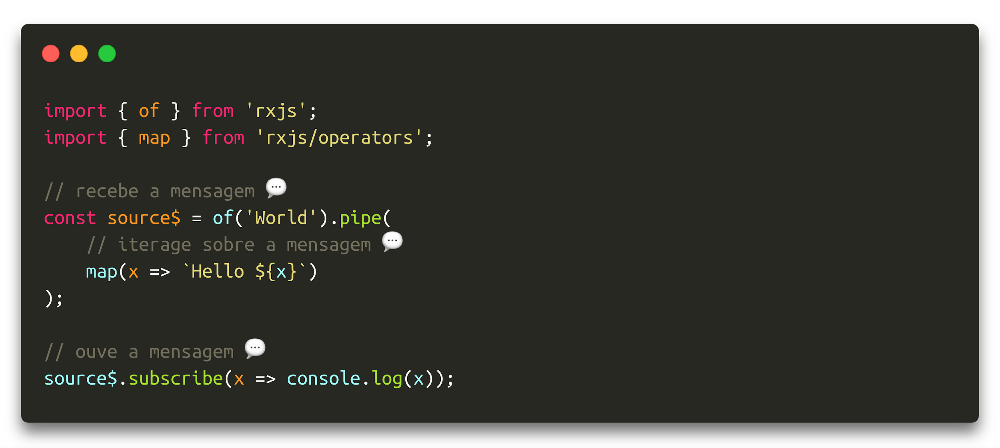 import { of } from 'rxjs';
import { map } from 'rxjs/operators';
// recebe a mensagem 💬
const source$ = of('World').pipe(
    // iterage sobre a mensagem 💬
    map(x => `Hello ${x}`)
);
// ouve a mensagem 💬
source$.subscribe(x => console.log(x));